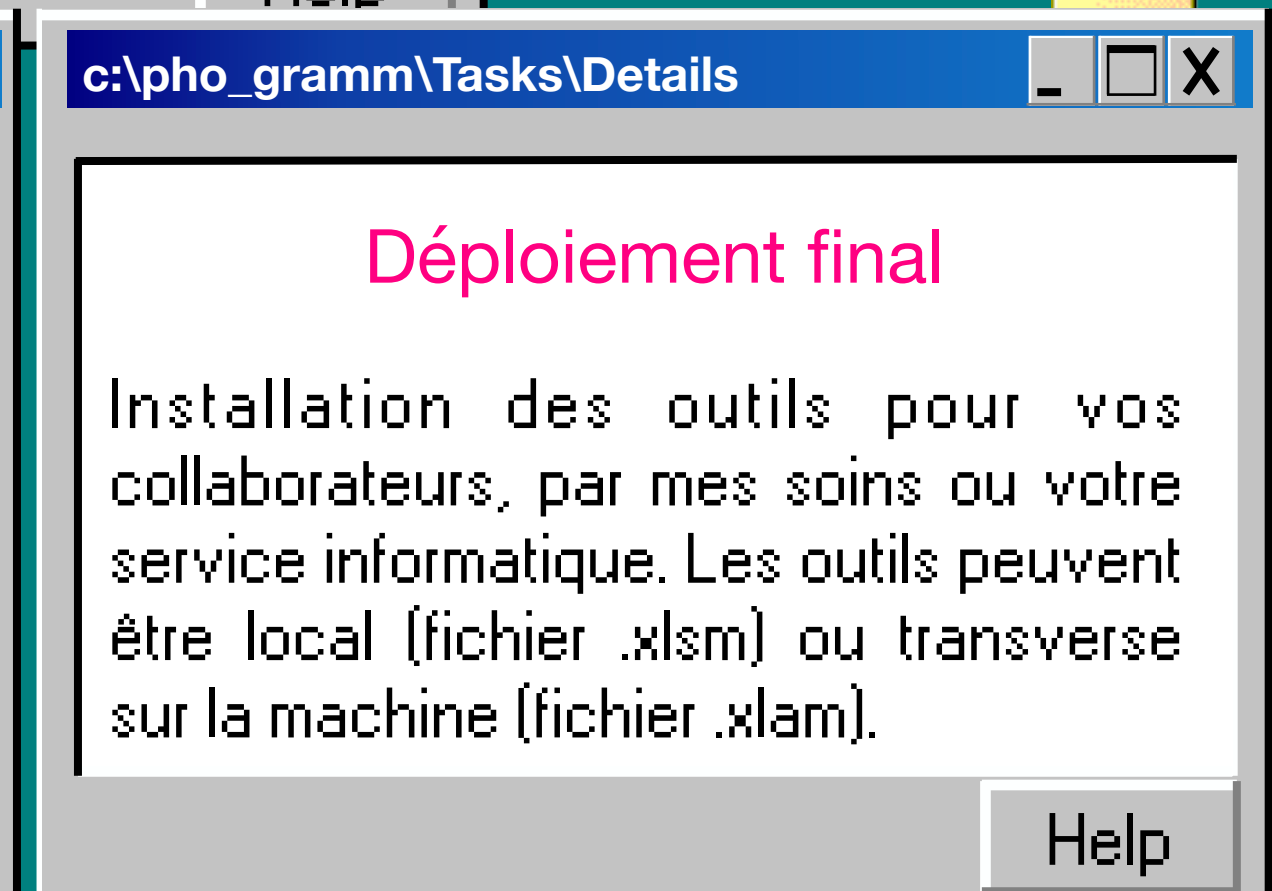 Help
c:\pho_gramm\Tasks\Details
Déploiement final
Installation des outils pour vos
collaborateurs, par mes soins ou votre
service informatique. Les outils peuvent
être local (fichier .xlsm) ou transverse
sur la machine (fichier .xlam).
Help